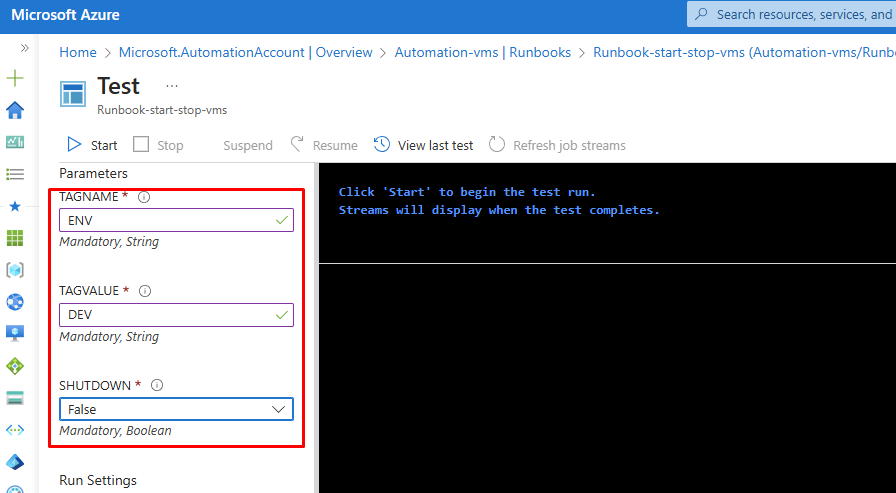 Microsoft Azure
Search resources, services, and
Home > Microsoft.AutomationAccount | Overview > Automation-vms | Runbooks > Runbook-start-stop-vms (Automation-vms/Runbo
Test ...
Runbook-start-stop-vms
Start Stop Suspend Resume View last test Refresh job streams
Parameters
TAGNAME *
ENV
Mandatory, String
TAGVALUE *
DEV
Mandatory, String
SHUTDOWN *
False
Mandatory, Boolean
Run Settings
Click 'Start' to begin the test run.
Streams will display when the test completes.